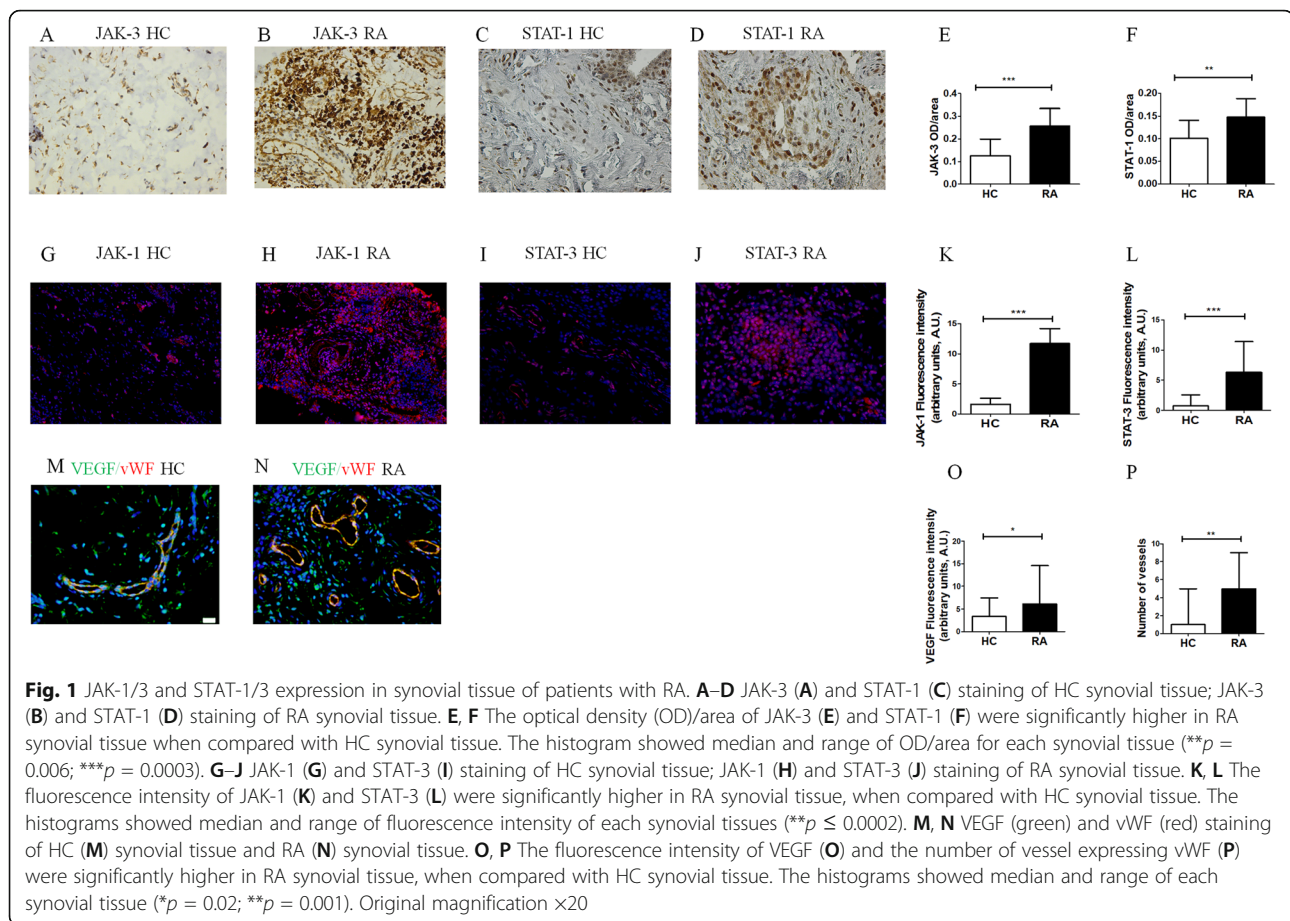 A JAK-3 HC
B JAK-3 RA
C STAT-1 HC
D STAT-1 RA
E
F
***
JAK-3 OD/area
0.4
0.3
0.2
0.1
0.0
HC RA
**
STAT-1 OD/area
0.20
0.15
0.10
0.05
0.00
HC RA
G JAK-1 HC
H JAK-1 RA
I STAT-3 HC
J STAT-3 RA
K
L
***
JAK-1 Fluorescence intensity
(arbitrary units, A.U.)
15
10
5
0
HC RA
***
STAT-3 Fluorescence intensity
(arbitrary units, A.U.)
15
10
5
0
HC RA
M VEGF/vWF HC
N VEGF/vWF RA
O
P
*
VEGF Fluorescence intensity
(arbitrary units, A.U.)
20
15
10
5
0
HC RA
**
Number of vessels
10
8
6
4
2
0
HC RA
Fig. 1 JAK-1/3 and STAT-1/3 expression in synovial tissue of patients with RA. A–D JAK-3 (A) and STAT-1 (C) staining of HC synovial tissue; JAK-3
(B) and STAT-1 (D) staining of RA synovial tissue. E, F The optical density (OD)/area of JAK-3 (E) and STAT-1 (F) were significantly higher in RA
synovial tissue when compared with HC synovial tissue. The histogram showed median and range of OD/area for each synovial tissue (**p =
0.006; ***p = 0.0003). G–J JAK-1 (G) and STAT-3 (I) staining of HC synovial tissue; JAK-1 (H) and STAT-3 (J) staining of RA synovial tissue. K, L The
fluorescence intensity of JAK-1 (K) and STAT-3 (L) were significantly higher in RA synovial tissue, when compared with HC synovial tissue. The
histograms showed median and range of fluorescence intensity of each synovial tissues (**p ≤ 0.0002). M, N VEGF (green) and vWF (red) staining
of HC (M) synovial tissue and RA (N) synovial tissue. O, P The fluorescence intensity of VEGF (O) and the number of vessel expressing vWF (P)
were significantly higher in RA synovial tissue, when compared with HC synovial tissue. The histograms showed median and range of each
synovial tissue (*p = 0.02; **p = 0.001). Original magnification ×20